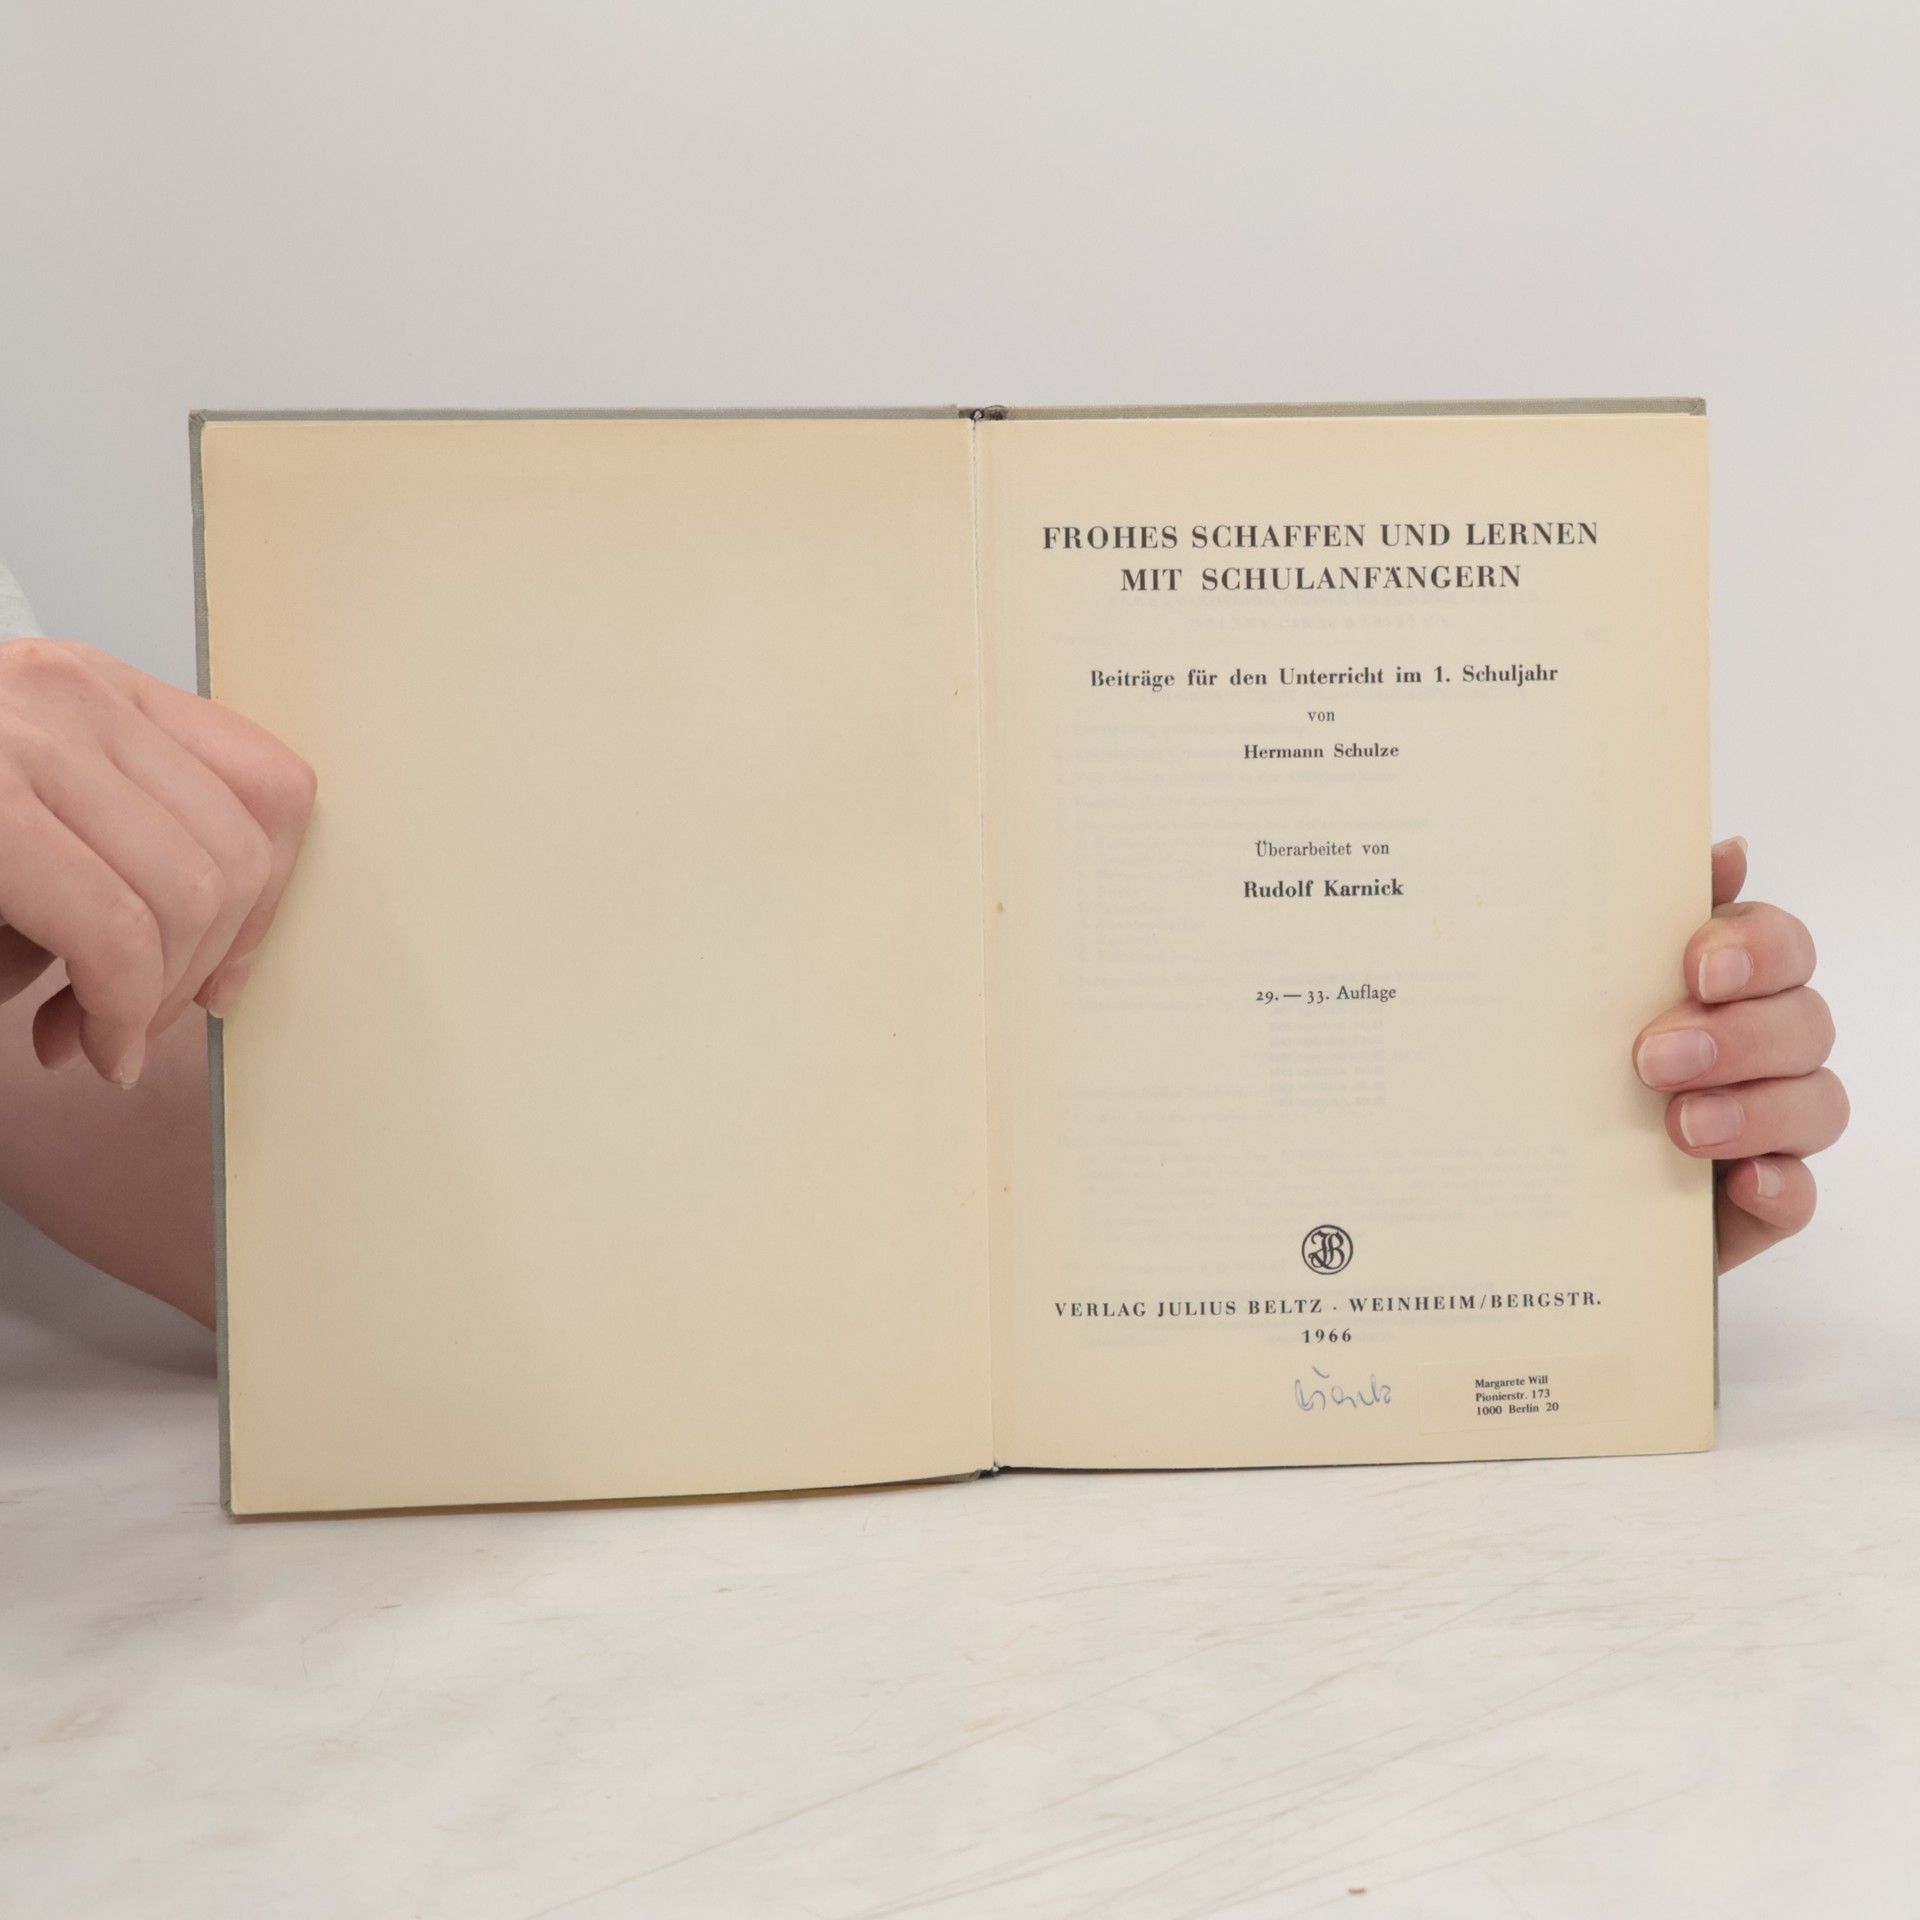 FROHES SCHAFFEN UND LERNEN
MIT SCHULANFÄNGERN
Beiträge für den Unterricht im 1. Schuljahr
von
Hermann Schulze
Überarbeitet von
Rudolf Karnick
29. — 33. Auflage
JB
VERLAG JULIUS BELTZ · WEINHEIM/BERGSTR.
1966
Margarete Will
Pionierstr. 173
1000 Berlin 20